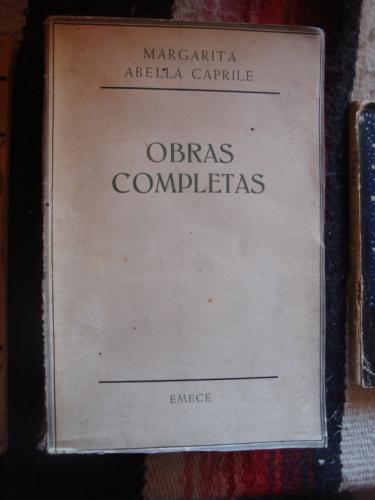 MARGARITA
ABELLA CAPRILE
OBRAS
COMPLETAS
EMECÉ